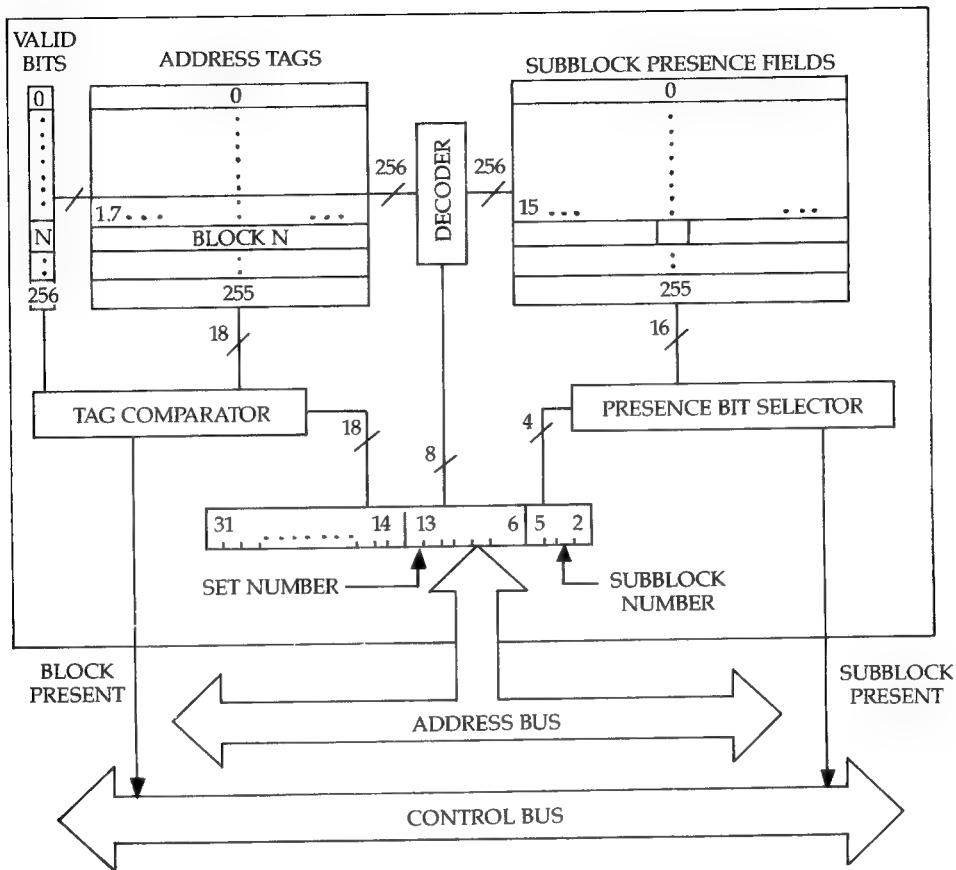 VALID
BITS
ADDRESS TAGS
SUBBLOCK PRESENCE FIELDS
0
0
0
256
DECODER
256
1.7
15
N
BLOCK N
256
255
255
18
16
TAG COMPARATOR
PRESENCE BIT SELECTOR
18
8
4
31 14 13 6 5 2
SET NUMBER
SUBBLOCK
NUMBER
BLOCK
PRESENT
SUBBLOCK
PRESENT
ADDRESS BUS
CONTROL BUS